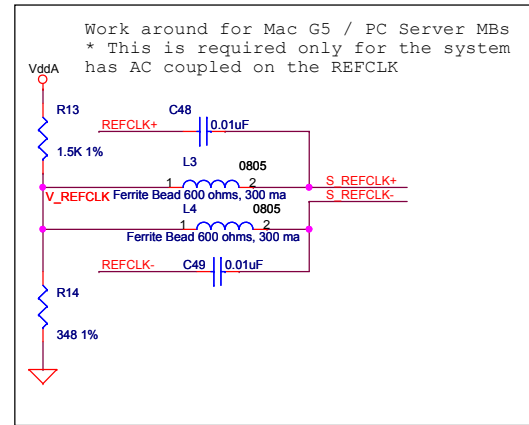 Work around for Mac G5 / PC Server MBs
* This is required only for the system
has AC coupled on the REFCLK
VddA
R13
1.5K 1%
REFCLK+
C48
0.01uF
L3
0805
1
2
S_REFCLK+
V_REFCLK
Ferrite Bead 600 ohms, 300 ma
S_REFCLK-
L4
0805
1
2
Ferrite Bead 600 ohms, 300 ma
REFCLK-
C49
0.01uF
R14
348 1%